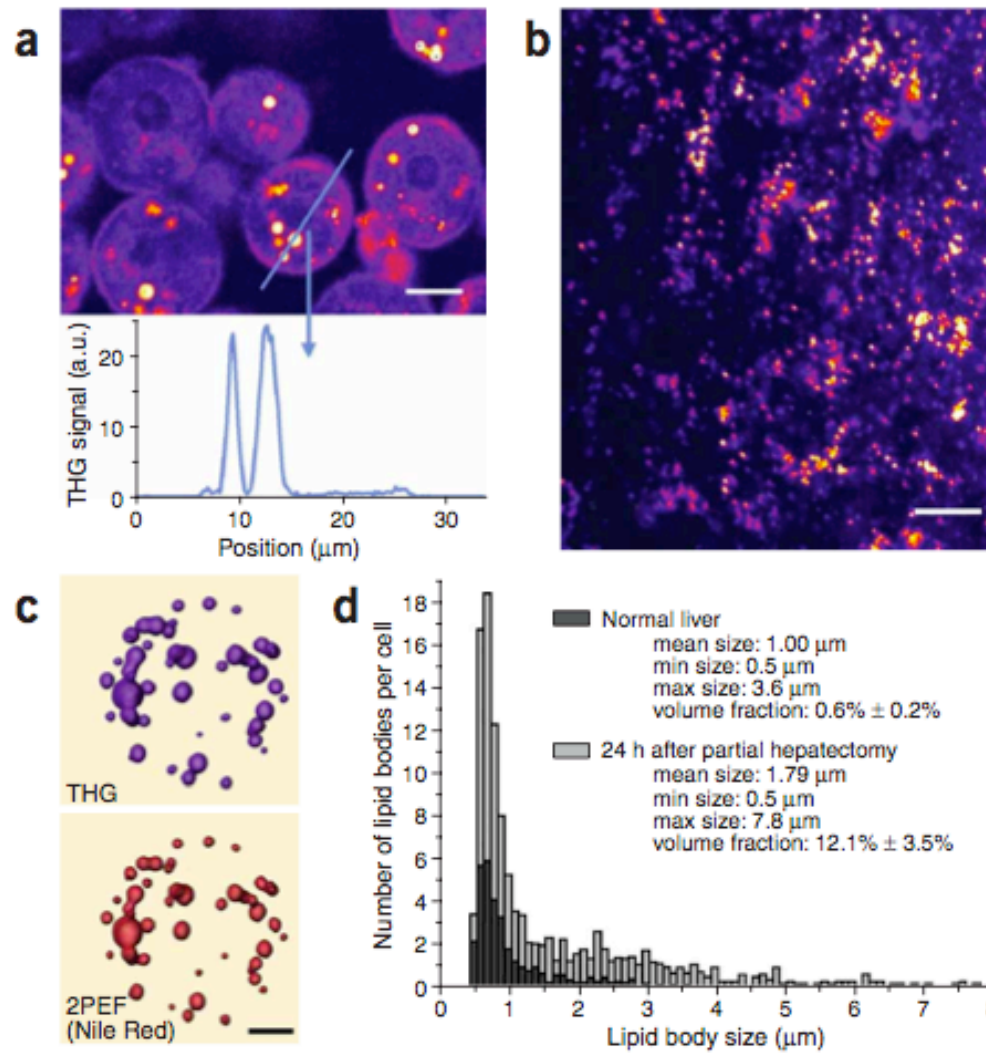 a
b
THG signal (a.u.)
20
10
0
0 10 20 30
Position (μm)
c
THG
2PEF
(Nile Red)
d
Number of lipid bodies per cell
18
16
14
12
10
8
6
4
2
0
Normal liver
mean size: 1.00 μm
min size: 0.5 μm
max size: 3.6 μm
volume fraction: 0.6% ± 0.2%
24 h after partial hepatectomy
mean size: 1.79 μm
min size: 0.5 μm
max size: 7.8 μm
volume fraction: 12.1% ± 3.5%
0 1 2 3 4 5 6 7
Lipid body size (μm)